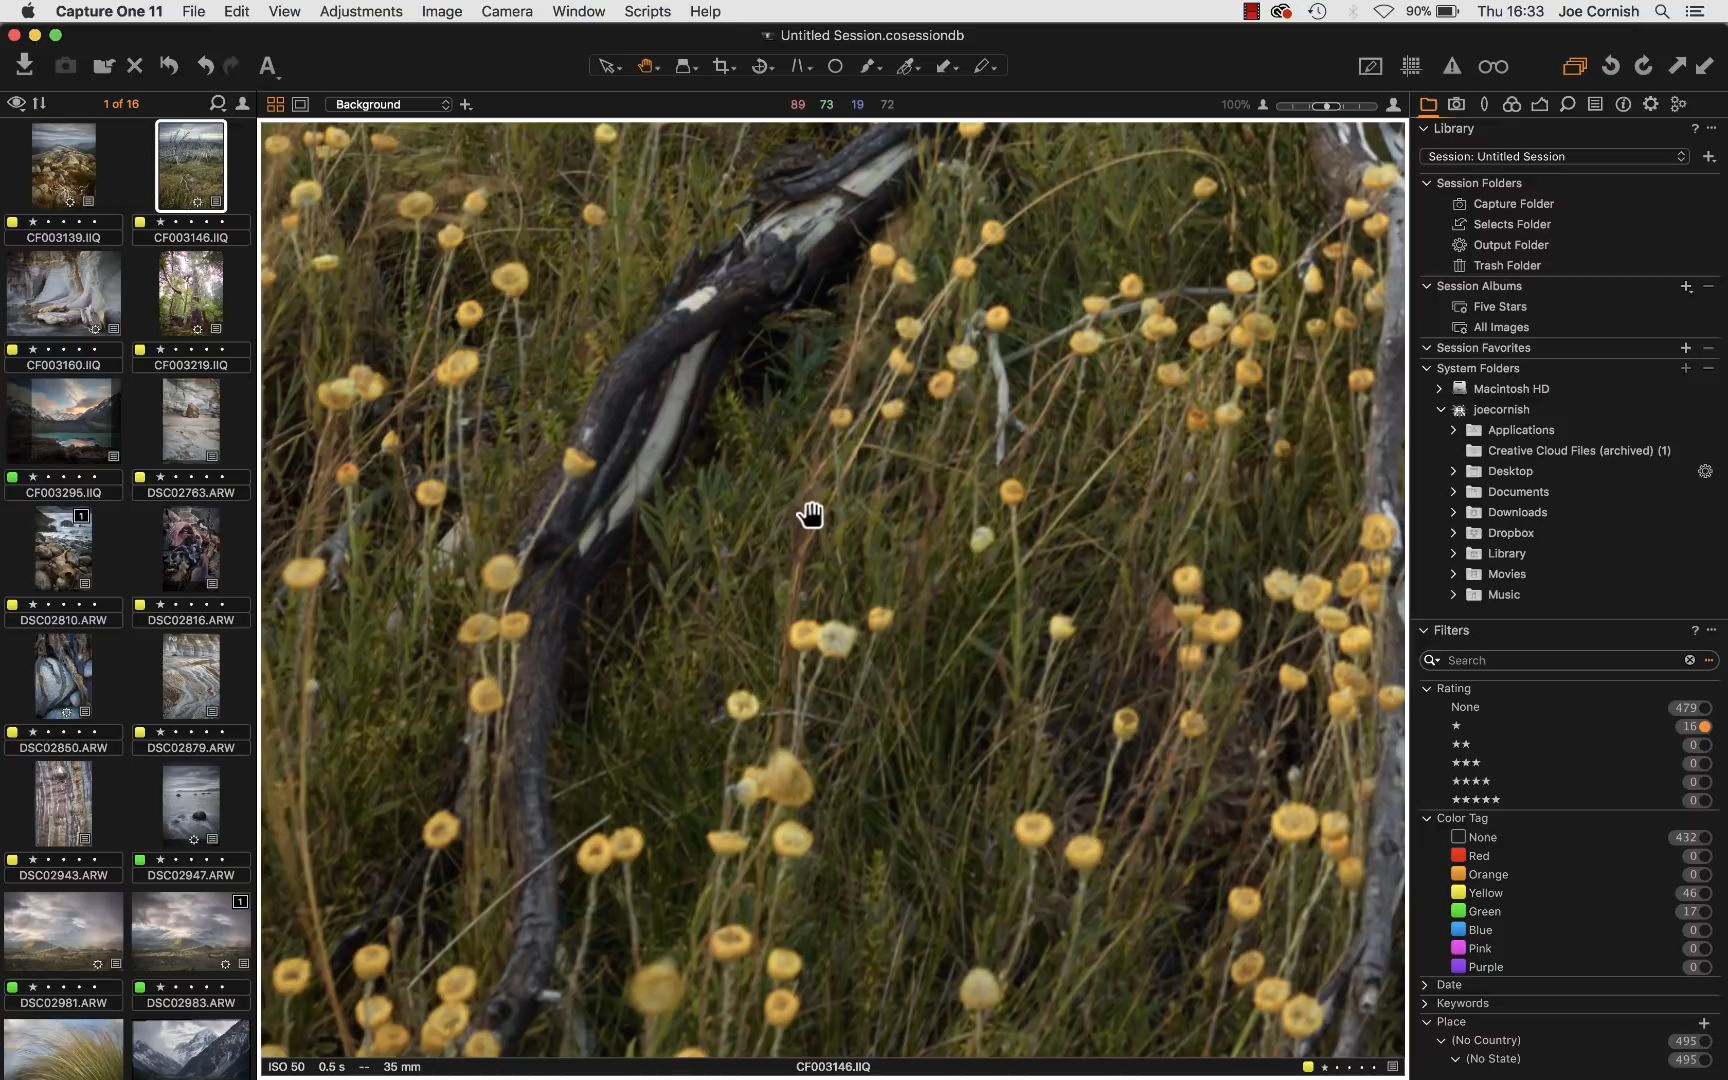 Capture One 11 File Edit View Adjustments Image Camera Window Scripts Help 90% Thu 16:33 Joe Cornish
Untitled Session.cosessiondb
A
1 of 16 Background 89 73 19 72 100%
CF003139.IIQ CF003146.IIQ
CF003160.IIQ CF003219.IIQ
CF003295.IIQ DSC02763.ARW
1
DSC02810.ARW DSC02816.ARW
DSC02850.ARW DSC02879.ARW
DSC02943.ARW DSC02947.ARW
1
DSC02981.ARW DSC02983.ARW
ISO 50 0.5 s -- 35 mm CF003146.IIQ
Library ? ...
Session: Untitled Session
Session Folders
Capture Folder
Selects Folder
Output Folder
Trash Folder
Session Albums
Five Stars
All Images
Session Favorites
System Folders
Macintosh HD
joecornish
Applications
Creative Cloud Files (archived) (1)
Desktop
Documents
Downloads
Dropbox
Library
Movies
Music
Filters ? ...
Search
Rating
None 479
★ 16
★★ 0
★★★ 0
★★★★ 0
★★★★★ 0
Color Tag
None 432
Red 0
Orange 0
Yellow 46
Green 17
Blue 0
Pink 0
Purple 0
Date
Keywords
Place
(No Country) 495
(No State) 495